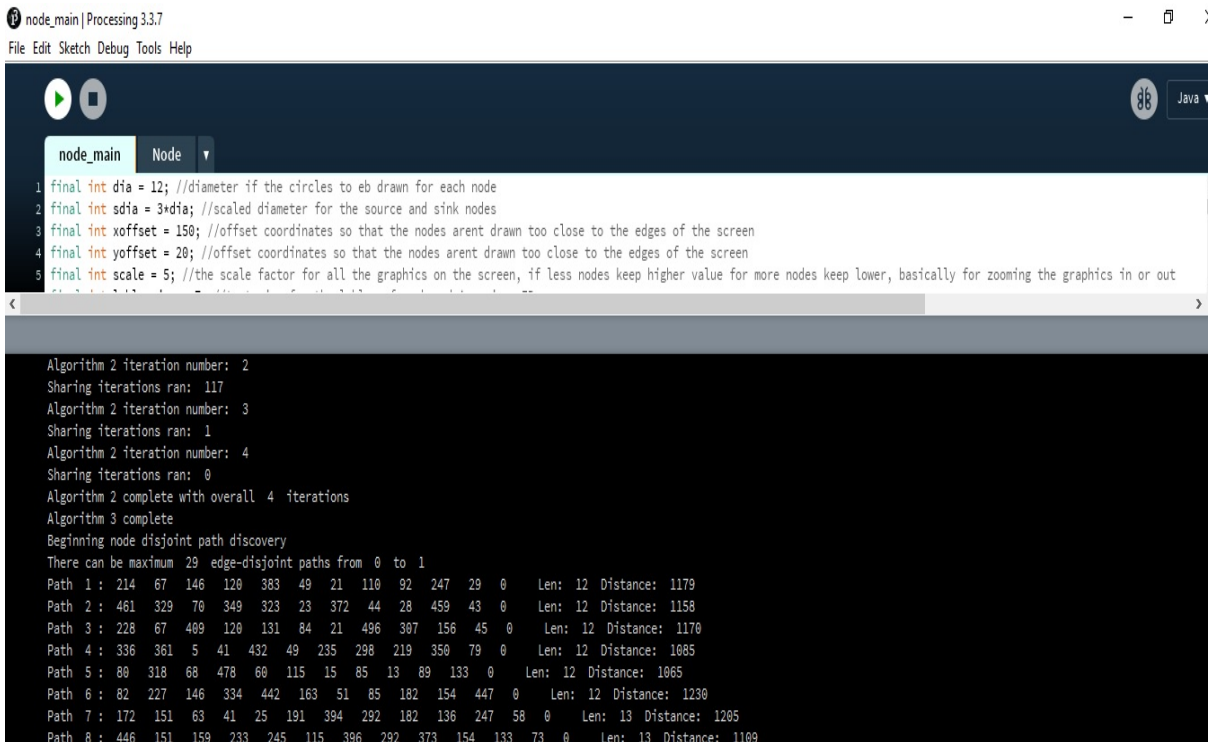 node_main | Processing 3.3.7
File Edit Sketch Debug Tools Help
Java
node_main Node
1 final int dia = 12; //diameter if the circles to eb drawn for each node
2 final int sdia = 3*dia; //scaled diameter for the source and sink nodes
3 final int xoffset = 150; //offset coordinates so that the nodes arent drawn too close to the edges of the screen
4 final int yoffset = 20; //offset coordinates so that the nodes arent drawn too close to the edges of the screen
5 final int scale = 5; //the scale factor for all the graphics on the screen, if less nodes keep higher value for more nodes keep lower, basically for zooming the graphics in or out
Algorithm 2 iteration number: 2
Sharing iterations ran: 117
Algorithm 2 iteration number: 3
Sharing iterations ran: 1
Algorithm 2 iteration number: 4
Sharing iterations ran: 0
Algorithm 2 complete with overall 4 iterations
Algorithm 3 complete
Beginning node disjoint path discovery
There can be maximum 29 edge-disjoint paths from 0 to 1
Path 1 : 214 67 146 120 383 49 21 110 92 247 29 0 Len: 12 Distance: 1179
Path 2 : 461 329 70 349 323 23 372 44 28 459 43 0 Len: 12 Distance: 1158
Path 3 : 228 67 409 120 131 84 21 496 307 156 45 0 Len: 12 Distance: 1170
Path 4 : 336 361 5 41 432 49 235 298 219 350 79 0 Len: 12 Distance: 1085
Path 5 : 80 318 68 478 60 115 15 85 13 89 133 0 Len: 12 Distance: 1065
Path 6 : 82 227 146 334 442 163 51 85 182 154 447 0 Len: 12 Distance: 1230
Path 7 : 172 151 63 41 25 191 394 292 182 136 247 58 0 Len: 13 Distance: 1205
Path 8 : 446 151 159 233 245 115 396 292 373 154 133 73 0 Len: 13 Distance: 1109